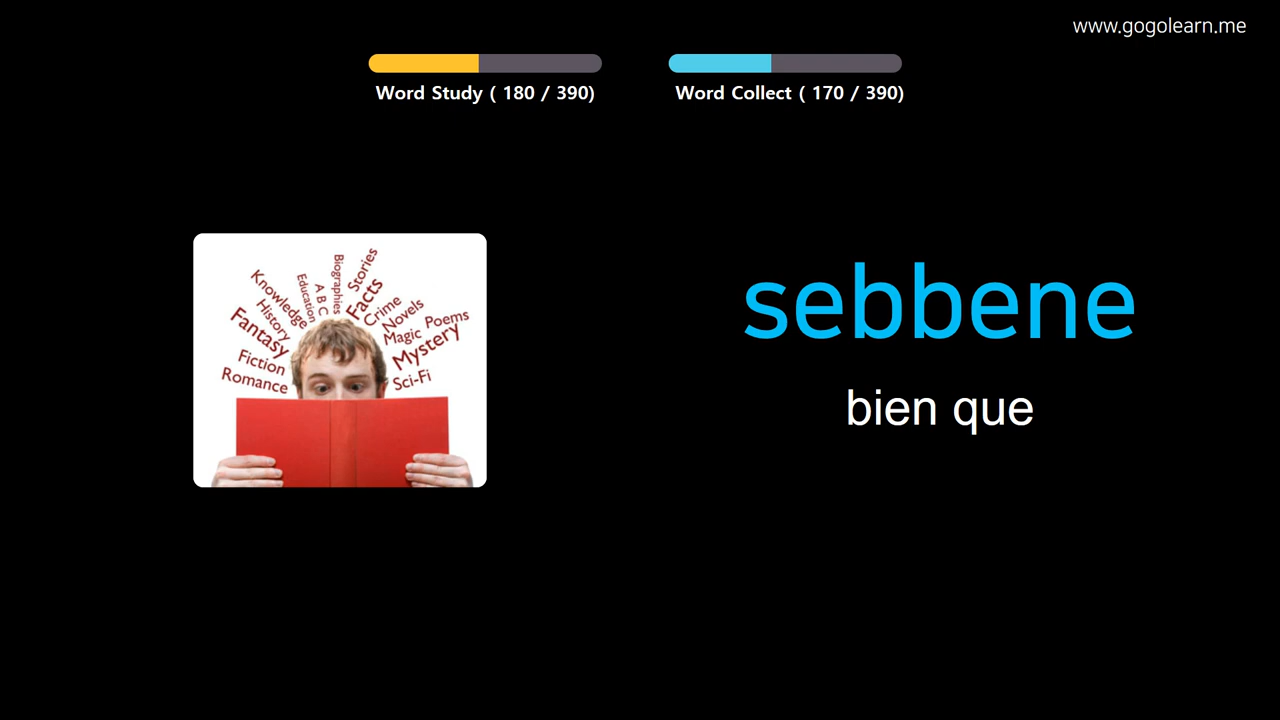 www.gogolearn.me
Word Study ( 180 / 390)
Word Collect ( 170 / 390)
Knowledge
History
Fantasy
Fiction
Romance
Education
A B C
Biographies
Stories
Facts
Crime
Novels
Magic
Poems
Mystery
Sci-Fi
sebbene
bien que